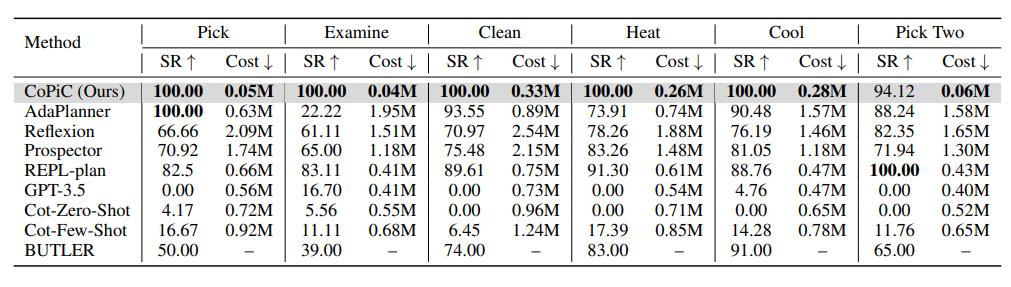 Method Pick Examine Clean Heat Cool Pick Two
SR ↑ Cost ↓ SR ↑ Cost ↓ SR ↑ Cost ↓ SR ↑ Cost ↓ SR ↑ Cost ↓ SR ↑ Cost ↓
CoPiC (Ours) 100.00 0.05M 100.00 0.04M 100.00 0.33M 100.00 0.26M 100.00 0.28M 94.12 0.06M
AdaPlanner 100.00 0.63M 22.22 1.95M 93.55 0.89M 73.91 0.74M 90.48 1.57M 88.24 1.58M
Reflexion 66.66 2.09M 61.11 1.51M 70.97 2.54M 78.26 1.88M 76.19 1.46M 82.35 1.65M
Prospector 70.92 1.74M 65.00 1.18M 75.48 2.15M 83.26 1.48M 81.05 1.18M 71.94 1.30M
REPL-plan 82.5 0.66M 83.11 0.41M 89.61 0.75M 91.30 0.61M 88.76 0.47M 100.00 0.43M
GPT-3.5 0.00 0.56M 16.70 0.41M 0.00 0.73M 0.00 0.54M 4.76 0.47M 0.00 0.40M
Cot-Zero-Shot 4.17 0.72M 5.56 0.55M 0.00 0.96M 0.00 0.71M 0.00 0.65M 0.00 0.52M
Cot-Few-Shot 16.67 0.92M 11.11 0.68M 6.45 1.24M 17.39 0.85M 14.28 0.78M 11.76 0.65M
BUTLER 50.00 – 39.00 – 74.00 – 83.00 – 91.00 – 65.00 –